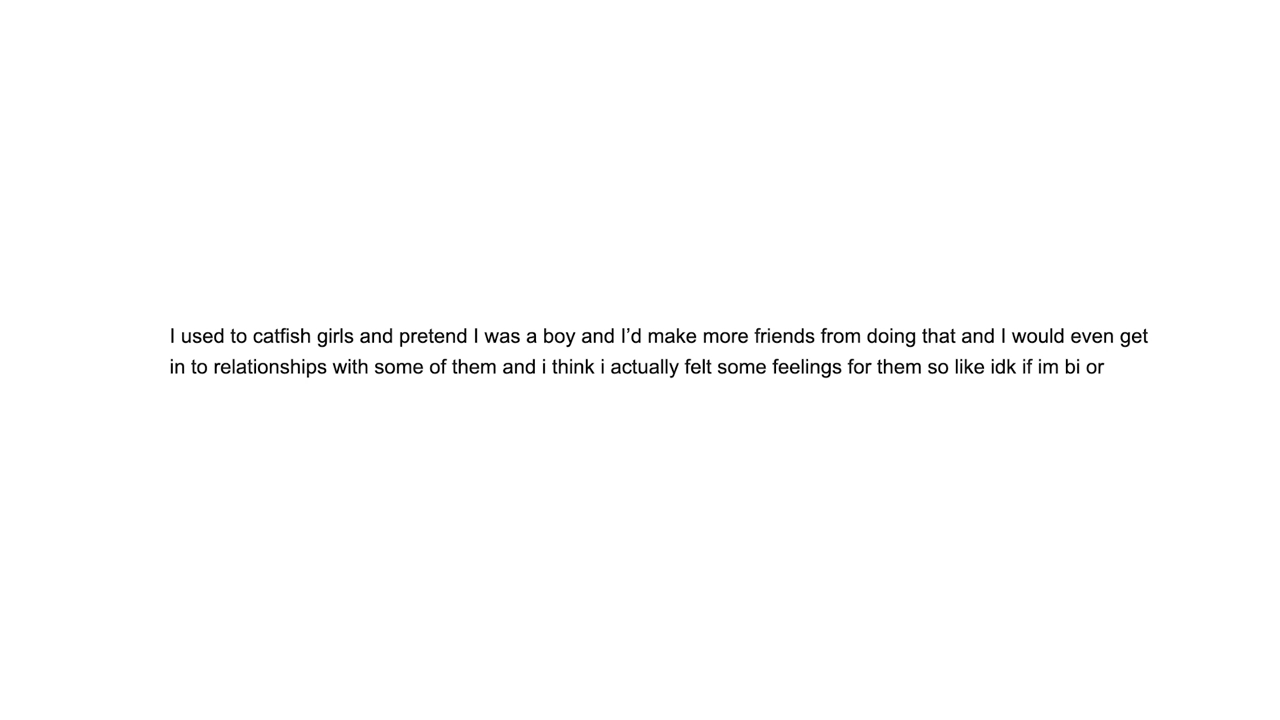 I used to catfish girls and pretend I was a boy and I’d make more friends from doing that and I would even get
in to relationships with some of them and i think i actually felt some feelings for them so like idk if im bi or